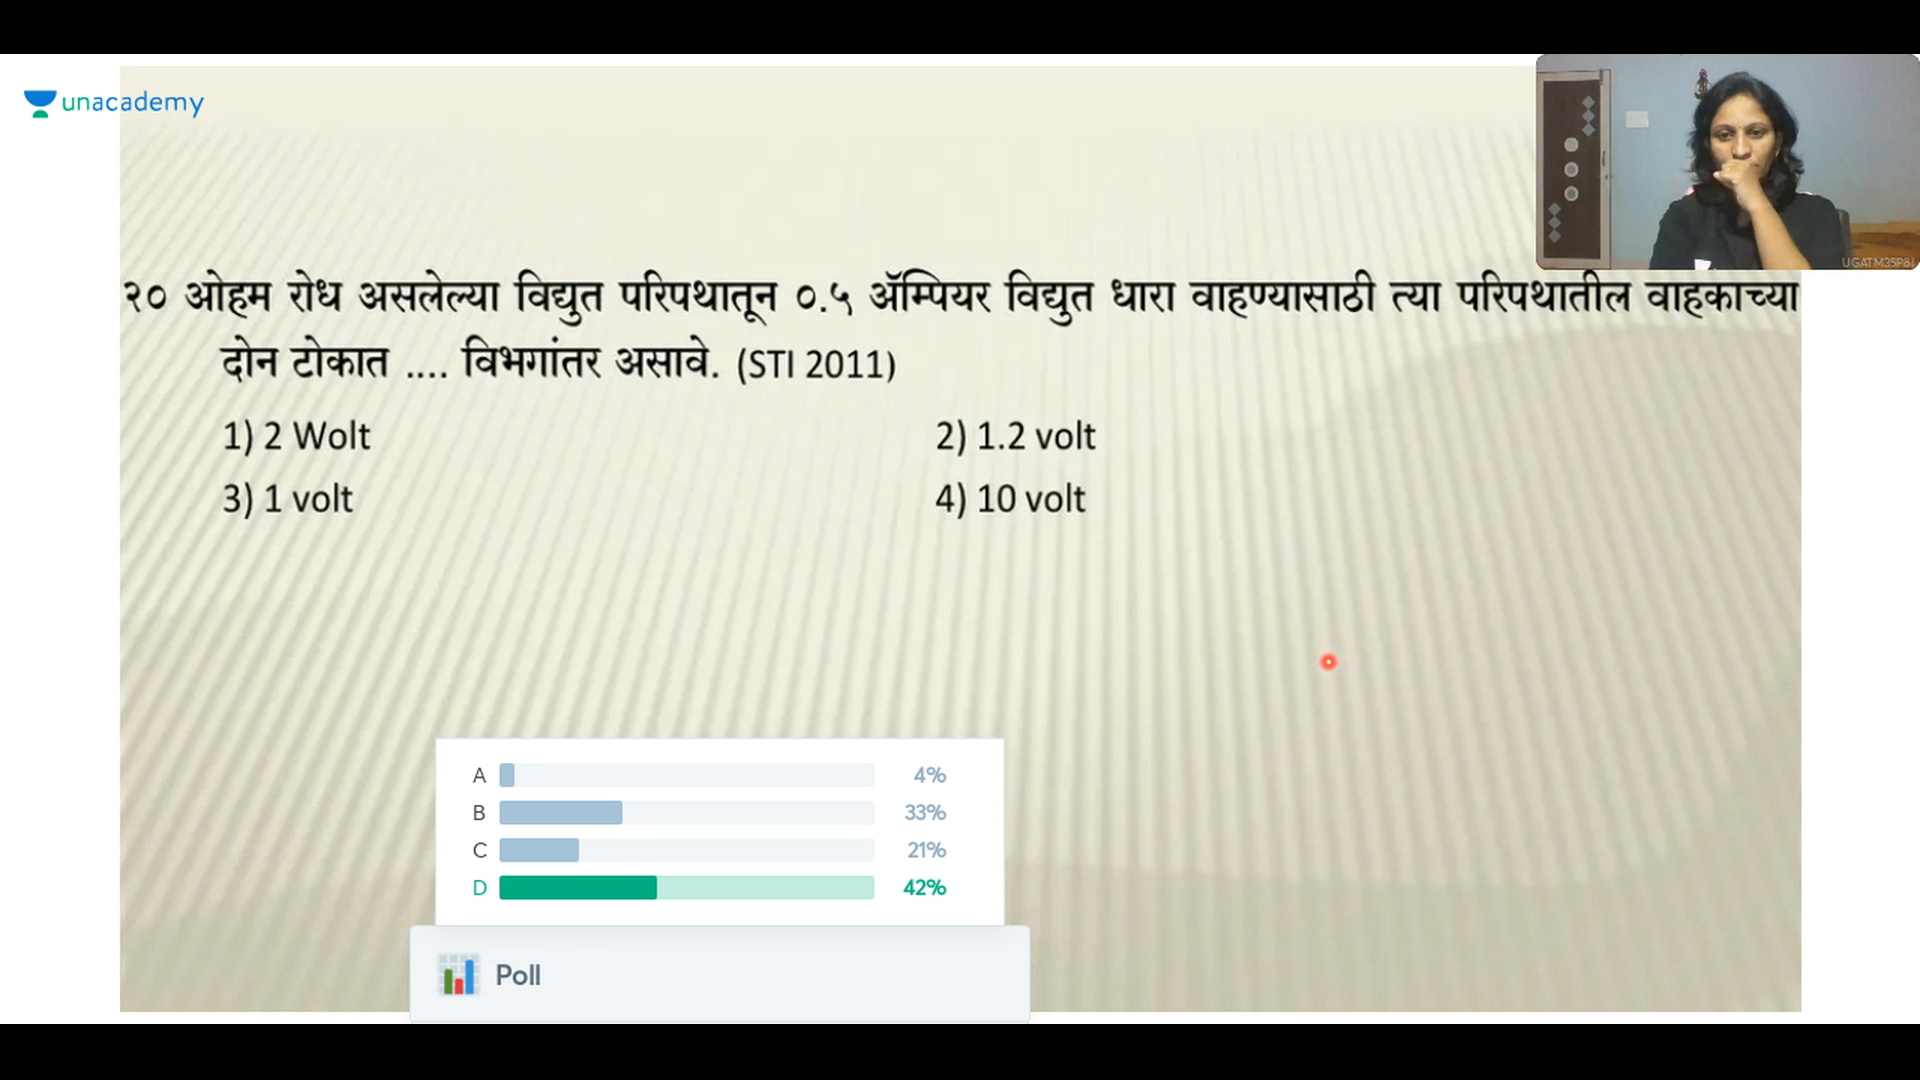 unacademy
UGATM35P8I
२० ओहम रोध असलेल्या विद्युत परिपथातून ०.५ ॲम्पियर विद्युत धारा वाहण्यासाठी त्या परिपथातील वाहकाच्या
दोन टोकात .... विभगांतर असावे. (STI 2011)
1) 2 Wolt
2) 1.2 volt
3) 1 volt
4) 10 volt
A 4%
B 33%
C 21%
D 42%
Poll